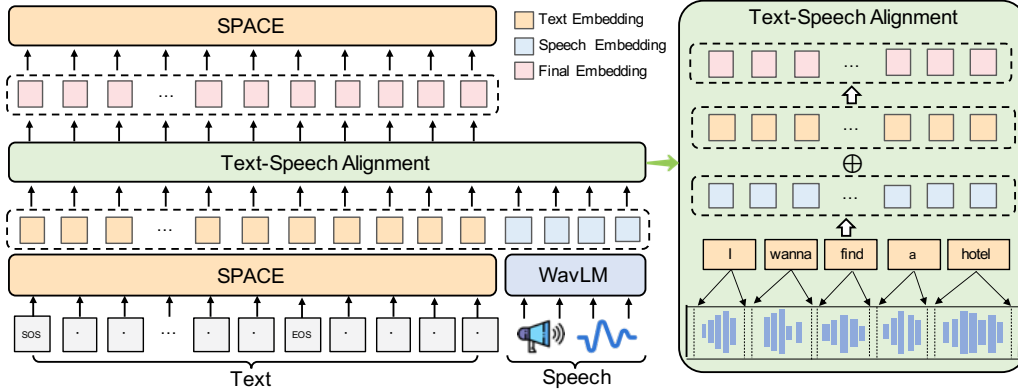 SPACE
Text Embedding
Speech Embedding
Final Embedding
...
Text-Speech Alignment
...
SPACE
WavLM
SOS
...
EOS
Text
Speech
Text-Speech Alignment
...
...
...
I wanna find a hotel